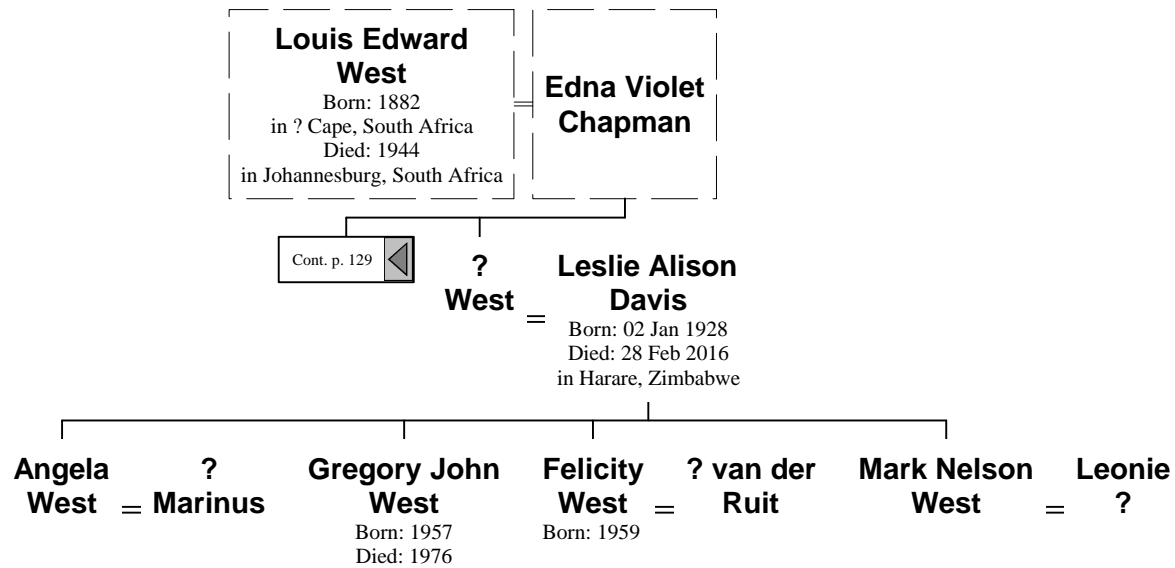 Louis Edward
West
Born: 1882
in ? Cape, South Africa
Died: 1944
in Johannesburg, South Africa
=
Edna Violet
Chapman
Cont. p. 129
?
West
=
Leslie Alison
Davis
Born: 02 Jan 1928
Died: 28 Feb 2016
in Harare, Zimbabwe
Angela
West
=
?
Marinus
Gregory John
West
Born: 1957
Died: 1976
Felicity
West
Born: 1959
=
? van der
Ruit
Mark Nelson
West
=
Leonie
?